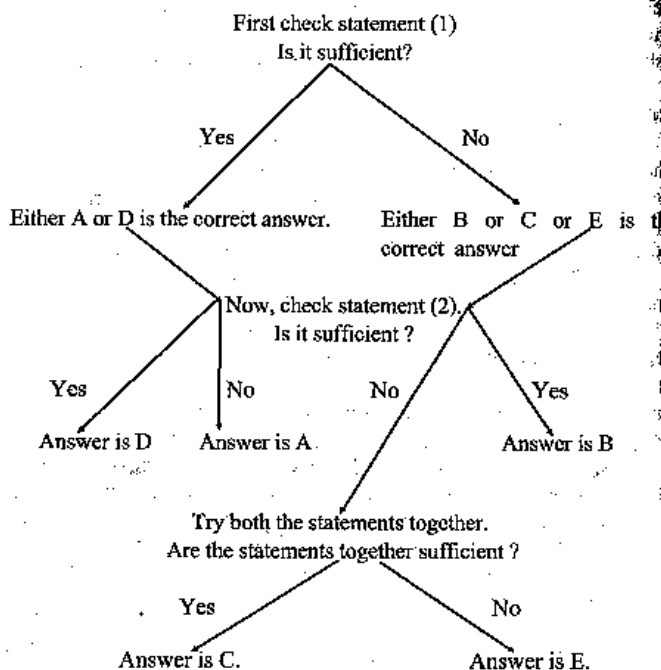 First check statement (1)
Is it sufficient?
Yes
No
Either A or D is the correct answer.
Either B or C or E is
correct answer
Now, check statement (2).
Is it sufficient ?
Yes
No
No
Yes
Answer is D
Answer is A
Answer is B
Try both the statements together.
Are the statements together sufficient ?
Yes
No
Answer is C.
Answer is E.